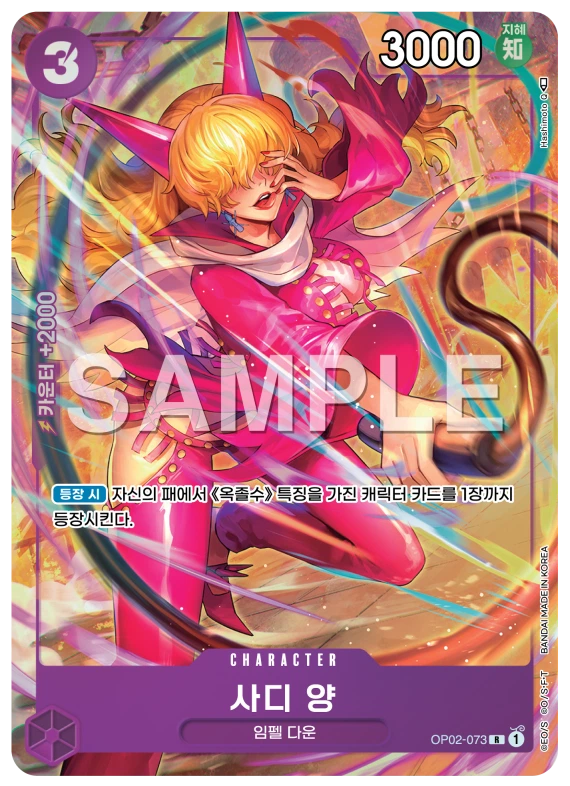 3
3000
지혜
知
Hashimoto Q
카운터 +2000
SAMPLE
등장 시 자신의 패에서 《옥졸수》 특징을 가진 캐릭터 카드를 1장까지
등장시킨다.
BANDAI MADE IN KOREA
©EO/S ©O/S·F·T
CHARACTER
사디 양
임펠 다운
OP02-073 R 1